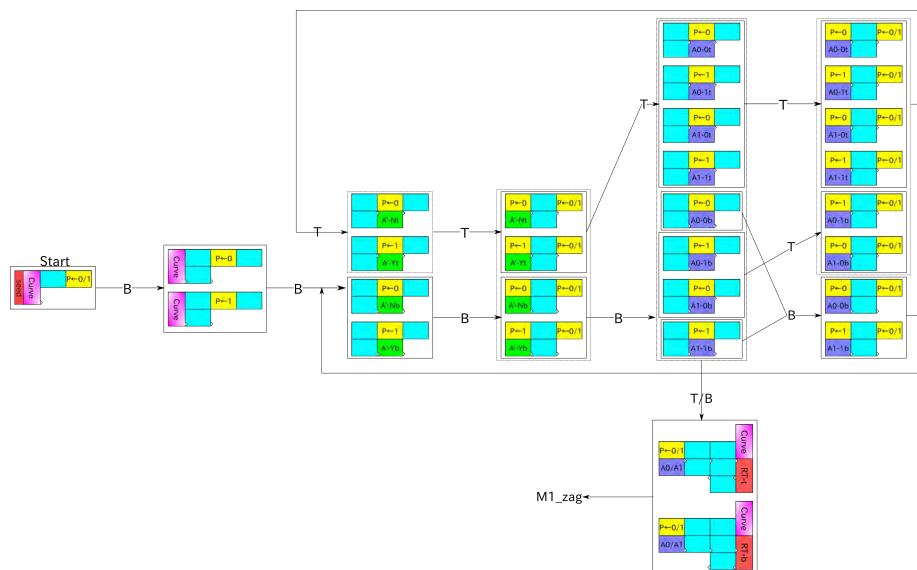 Start
seed
Curve
P←0/1
B
Curve
P←0
Curve
P←1
B
T
P←0
A'-Nt
P←1
A'-Yt
P←0
A'-Nb
P←1
A'-Yb
T
B
P←0
P←0/1
A'-Nt
P←1
P←0/1
A'-Yt
P←0
P←0/1
A'-Nb
P←1
P←0/1
A'-Yb
T
B
P←0
A0-0t
P←1
A0-1t
P←0
A1-0t
P←1
A1-1t
P←0
A0-0b
P←1
A0-1b
P←0
A1-0b
P←1
A1-1b
T
T
B
P←0
P←0/1
A0-0t
P←1
P←0/1
A0-1t
P←0
P←0/1
A1-0t
P←1
P←0/1
A1-1t
P←1
P←0/1
A0-1b
P←0
P←0/1
A1-0b
P←0
P←0/1
A0-0b
P←1
P←0/1
A1-1b
T/B
Curve
P←0/1
A0/A1
RT-t
Curve
P←0/1
A0/A1
RT-b
M1_zag